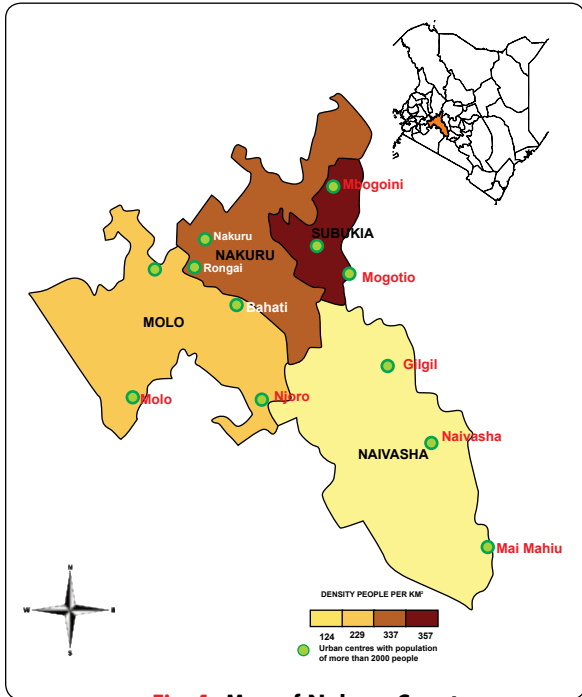 Mbogoini
SUBUKIA
Nakuru
NAKURU
Rongai
Mogotio
Bahati
MOLO
Gilgil
Molo
Njoro
Naivasha
NAIVASHA
Mai Mahiu
N
W
S
DENSITY PEOPLE PER KM²
124 229 337 357
Urban centres with population
of more than 2000 people